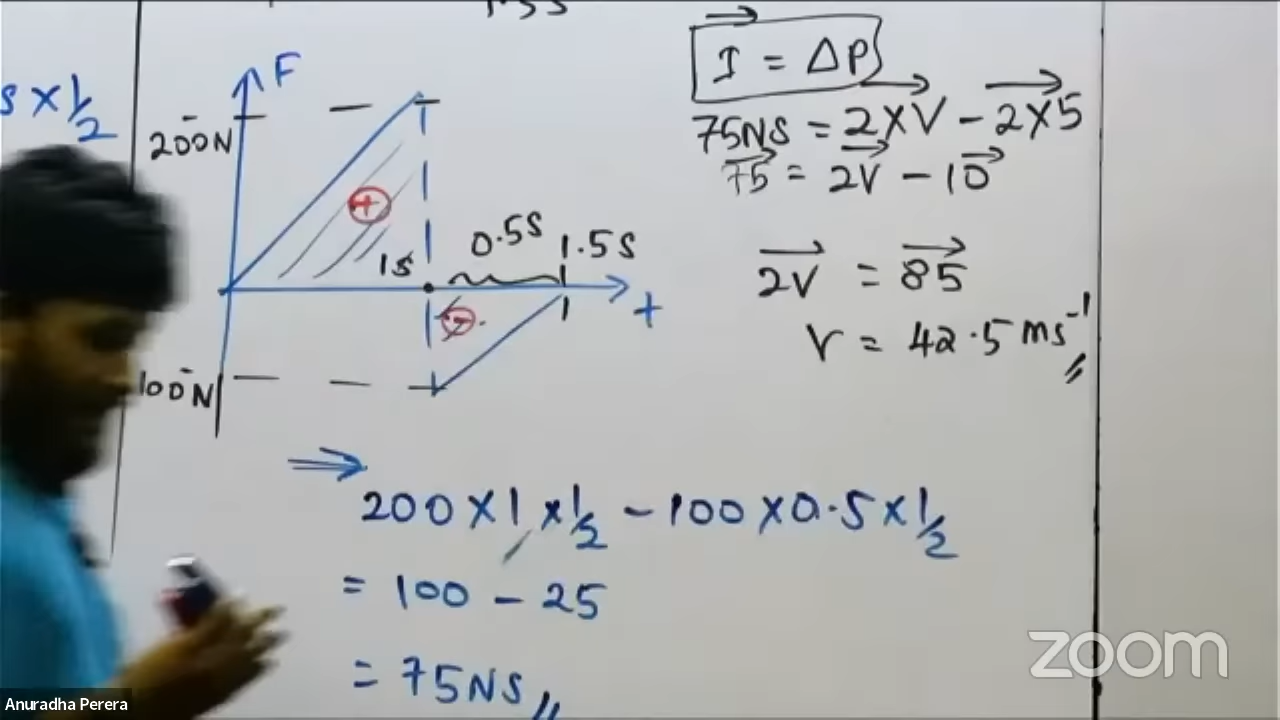 1.5s
F
s × 1/2
200N
+
1s
0.5s
1.5s
t
-
100N
I = ΔP
75NS = 2×V - 2×5
75 = 2V - 10
2V = 85
V = 42.5 ms⁻¹
⇒
200 × 1 × 1/2 - 100 × 0.5 × 1/2
= 100 - 25
= 75NS
zoom
Anuradha Perera